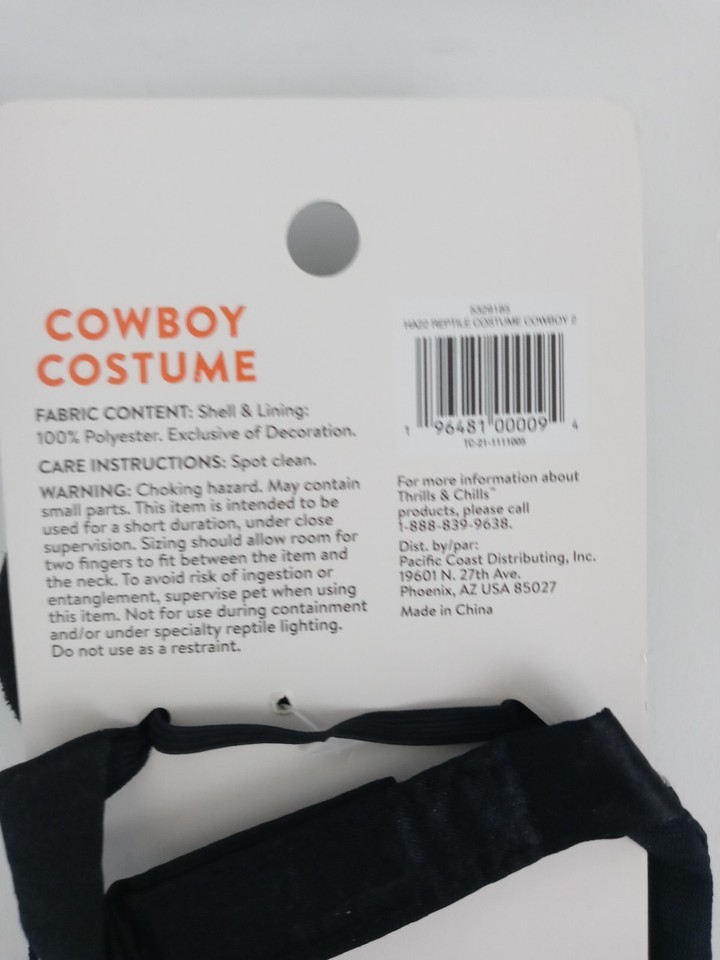 COWBOY
COSTUME
FABRIC CONTENT: Shell & Lining:
100% Polyester. Exclusive of Decoration.
CARE INSTRUCTIONS: Spot clean.
WARNING: Choking hazard. May contain
small parts. This item is intended to be
used for a short duration, under close
supervision. Sizing should allow room for
two fingers to fit between the item and
the neck. To avoid risk of ingestion or
entanglement, supervise pet when using
this item. Not for use during containment
and/or under specialty reptile lighting.
Do not use as a restraint.
REPTILE COSTUME COWBOY
1 96481 00009 4
TC-21-1111005
For more information about
Thrills & Chills™
products, please call
1-888-839-9638.
Dist. by/par:
Pacific Coast Distributing, Inc.
19601 N. 27th Ave.
Phoenix, AZ USA 85027
Made in China